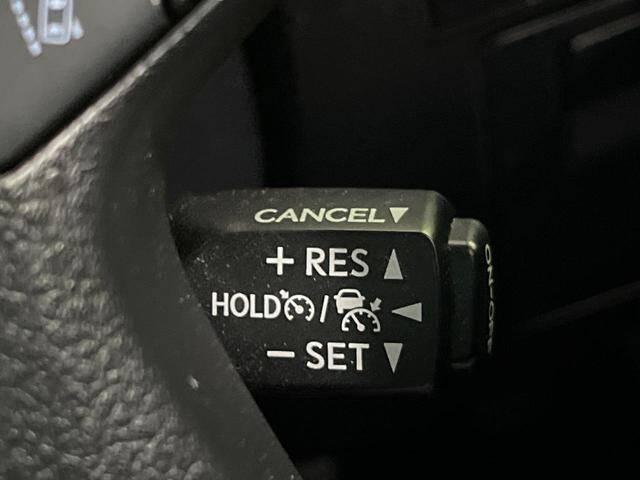 CANCEL▼
+ RES ▲
HOLD / ◀
− SET ▼
ON·OFF